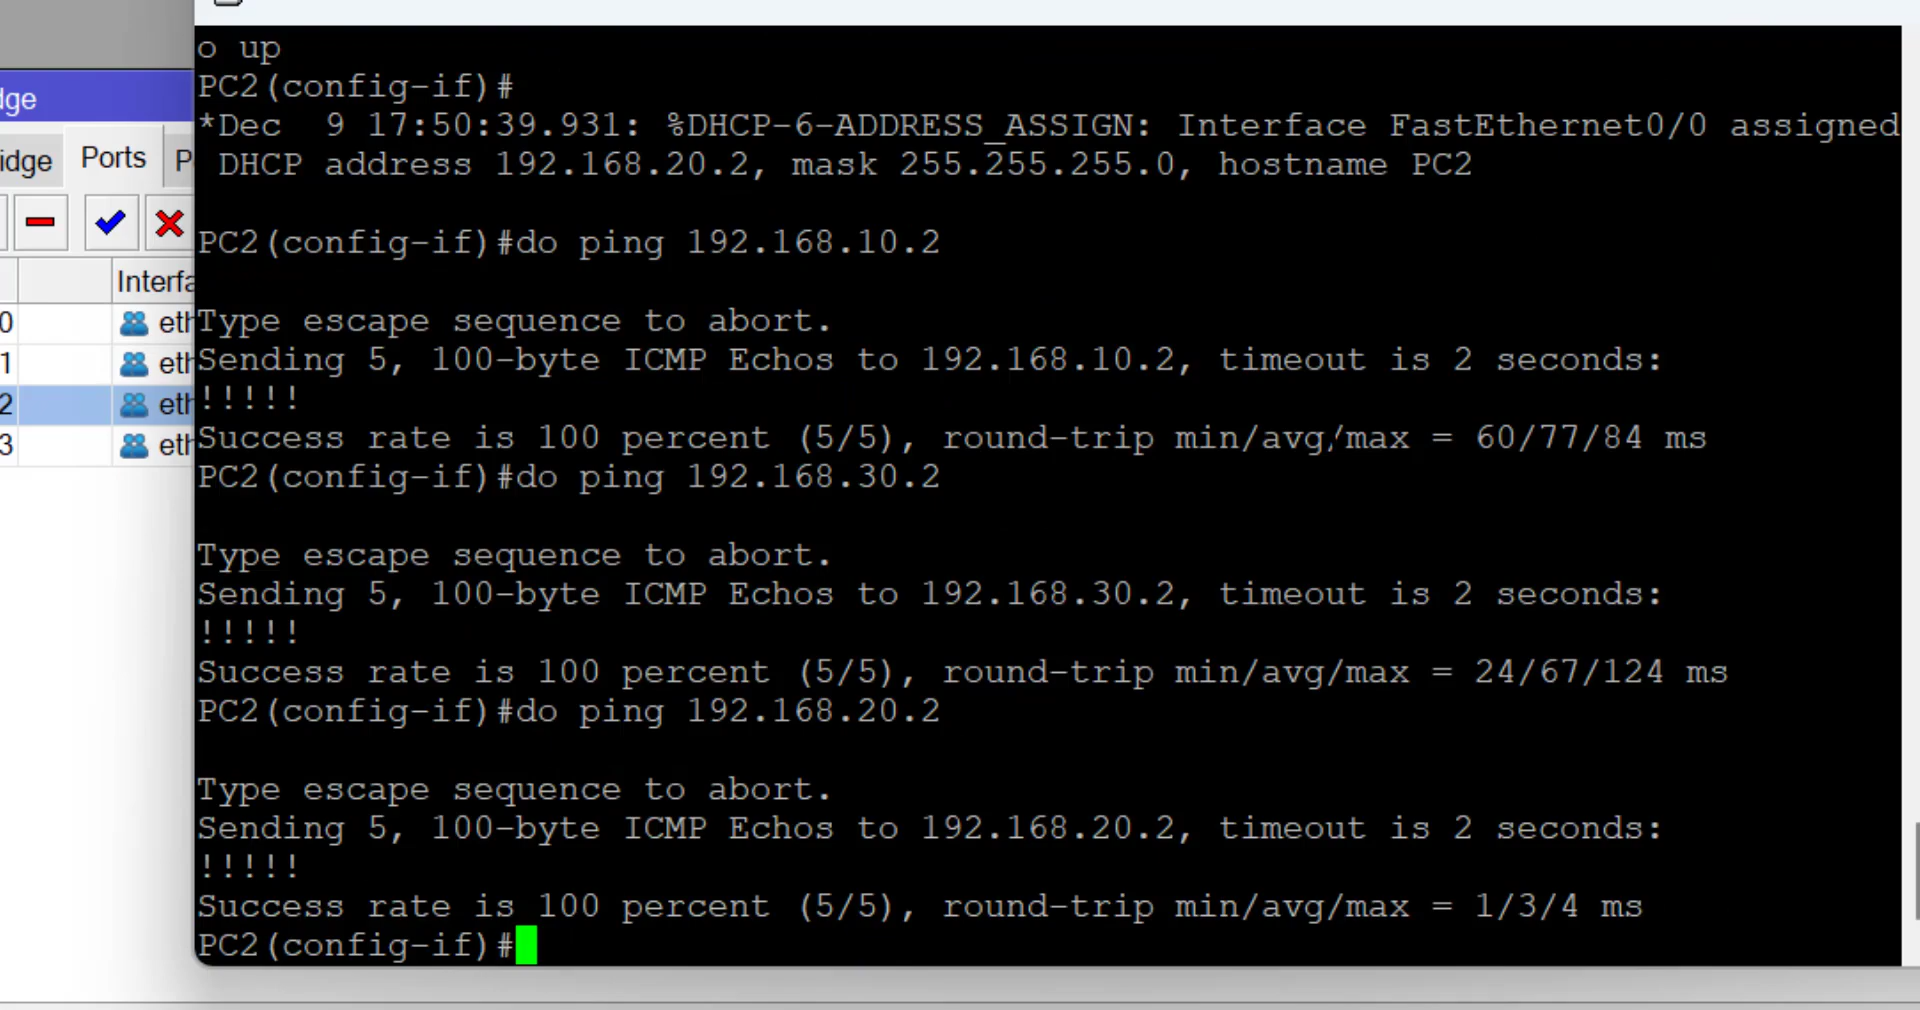 o up
PC2(config-if)#
*Dec  9 17:50:39.931: %DHCP-6-ADDRESS_ASSIGN: Interface FastEthernet0/0 assigned
 DHCP address 192.168.20.2, mask 255.255.255.0, hostname PC2
PC2(config-if)#do ping 192.168.10.2
Type escape sequence to abort.
Sending 5, 100-byte ICMP Echos to 192.168.10.2, timeout is 2 seconds:
!!!!!
Success rate is 100 percent (5/5), round-trip min/avg/max = 60/77/84 ms
PC2(config-if)#do ping 192.168.30.2
Type escape sequence to abort.
Sending 5, 100-byte ICMP Echos to 192.168.30.2, timeout is 2 seconds:
!!!!!
Success rate is 100 percent (5/5), round-trip min/avg/max = 24/67/124 ms
PC2(config-if)#do ping 192.168.20.2
Type escape sequence to abort.
Sending 5, 100-byte ICMP Echos to 192.168.20.2, timeout is 2 seconds:
!!!!!
Success rate is 100 percent (5/5), round-trip min/avg/max = 1/3/4 ms
PC2(config-if)#
dge
idge Ports P
Interfa
0 eth
1 eth
2 eth
3 eth